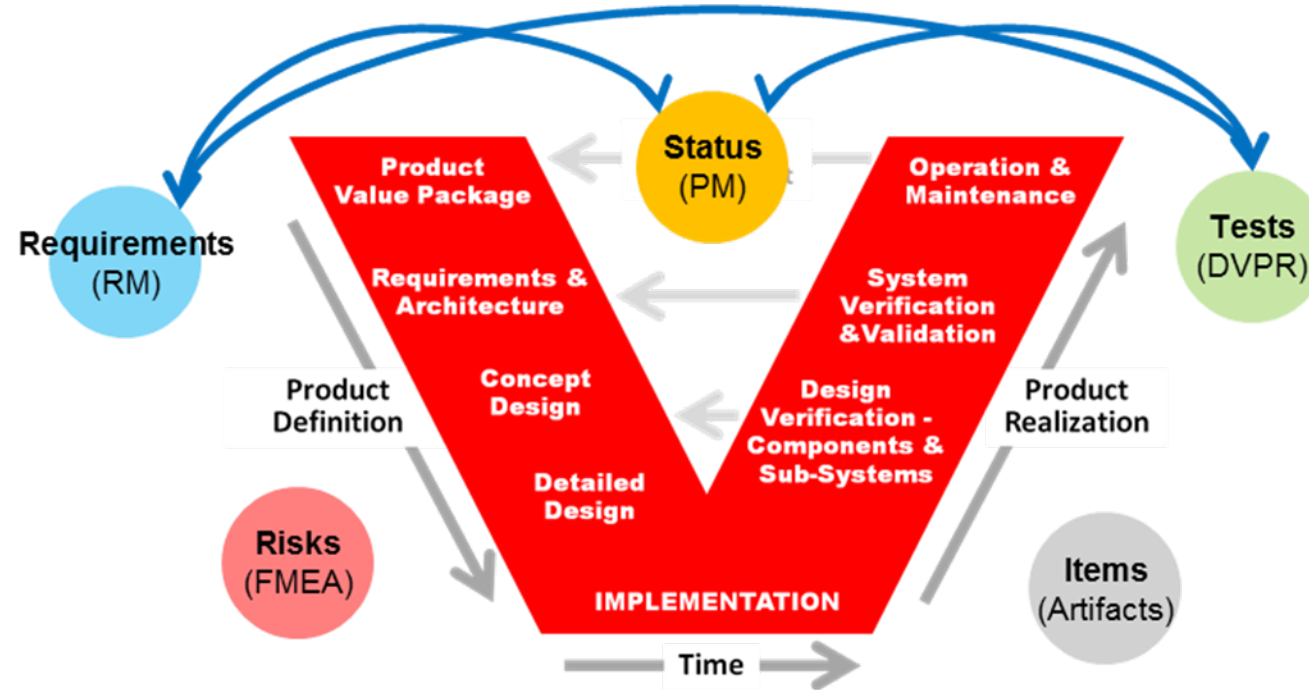 Status
(PM)
Product
Value Package
Operation &
Maintenance
Requirements
(RM)
Tests
(DVPR)
Requirements &
Architecture
System
Verification
&Validation
Product
Definition
Concept
Design
Design
Verification -
Components &
Sub-Systems
Product
Realization
Detailed
Design
Risks
(FMEA)
Items
(Artifacts)
IMPLEMENTATION
Time